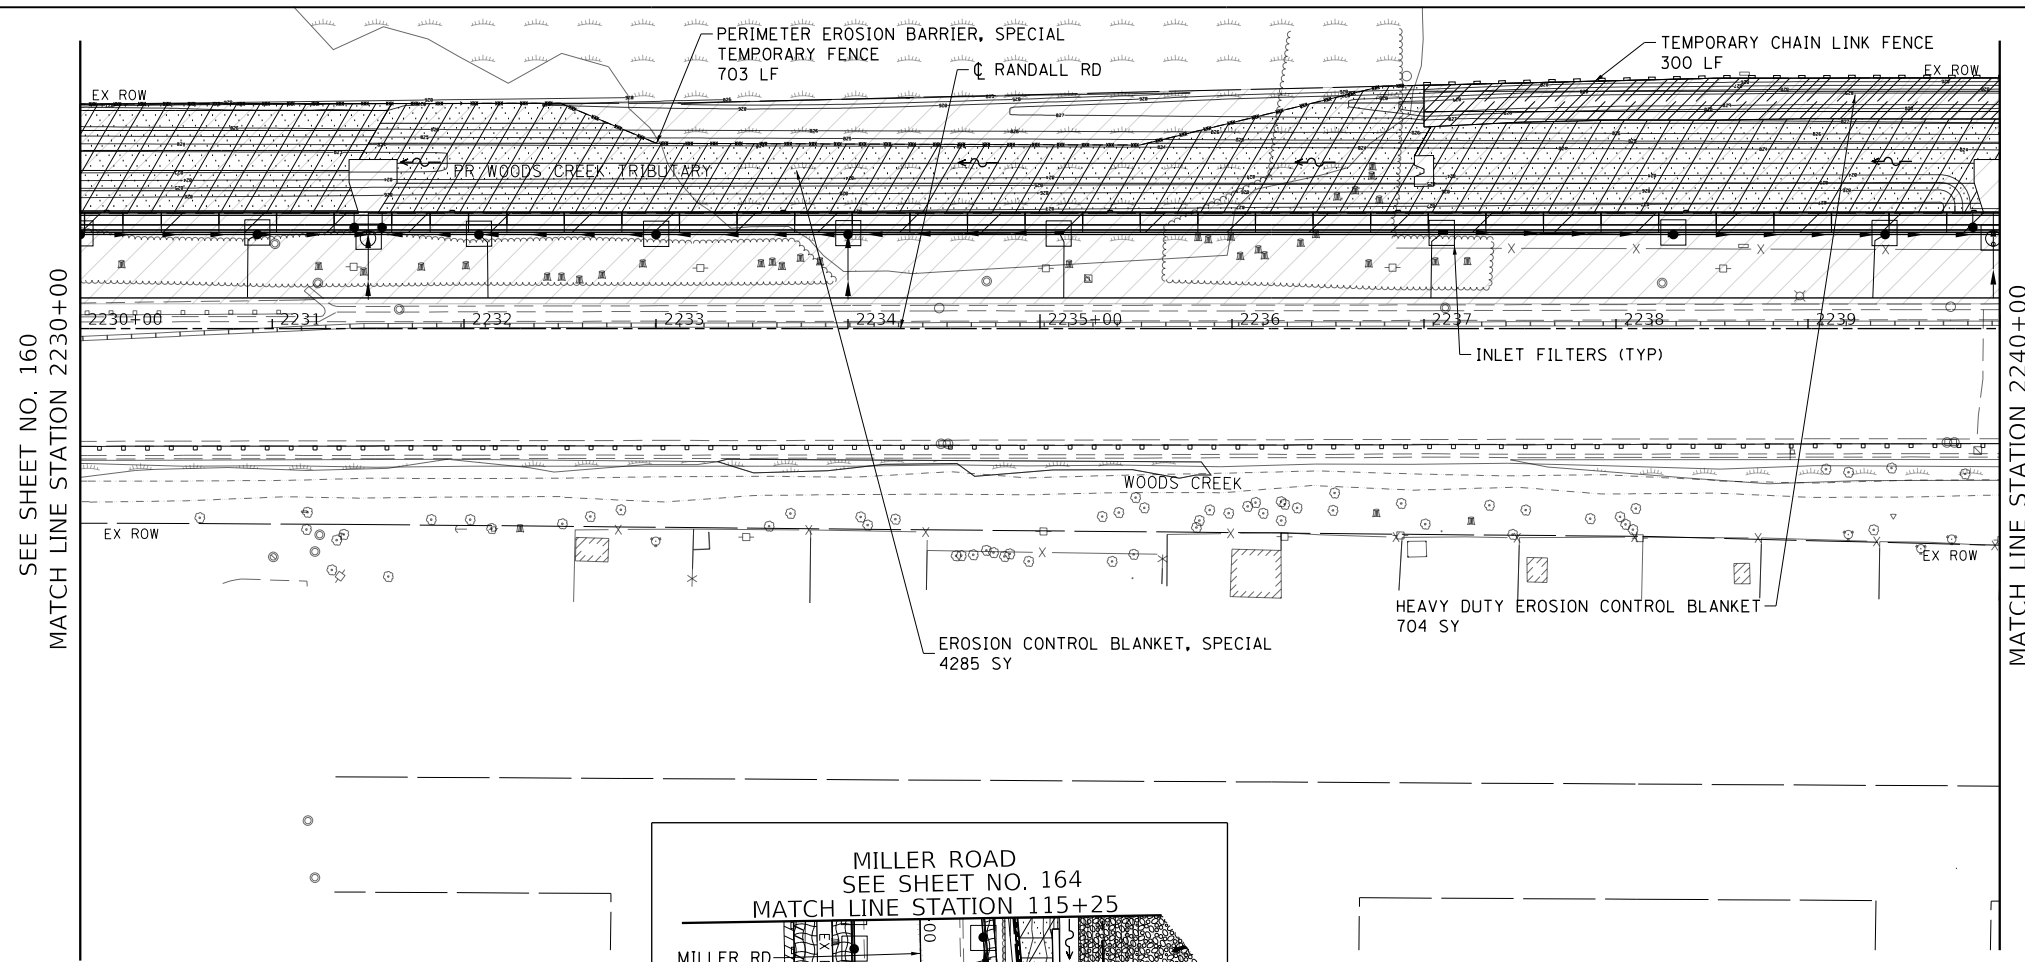 PERIMETER EROSION BARRIER, SPECIAL
TEMPORARY FENCE
703 LF
℄ RANDALL RD
TEMPORARY CHAIN LINK FENCE
300 LF
EX ROW
EX ROW
PR WOODS CREEK TRIBUTARY
2230+00
2231
2232
2233
2234
2235+00
2236
2237
2238
2239
INLET FILTERS (TYP)
SEE SHEET NO. 160
MATCH LINE STATION 2230+00
MATCH LINE STATION 2240+00
WOODS CREEK
EX ROW
EX ROW
HEAVY DUTY EROSION CONTROL BLANKET
704 SY
EROSION CONTROL BLANKET, SPECIAL
4285 SY
MILLER ROAD
SEE SHEET NO. 164
MATCH LINE STATION 115+25
MILLER RD
EX